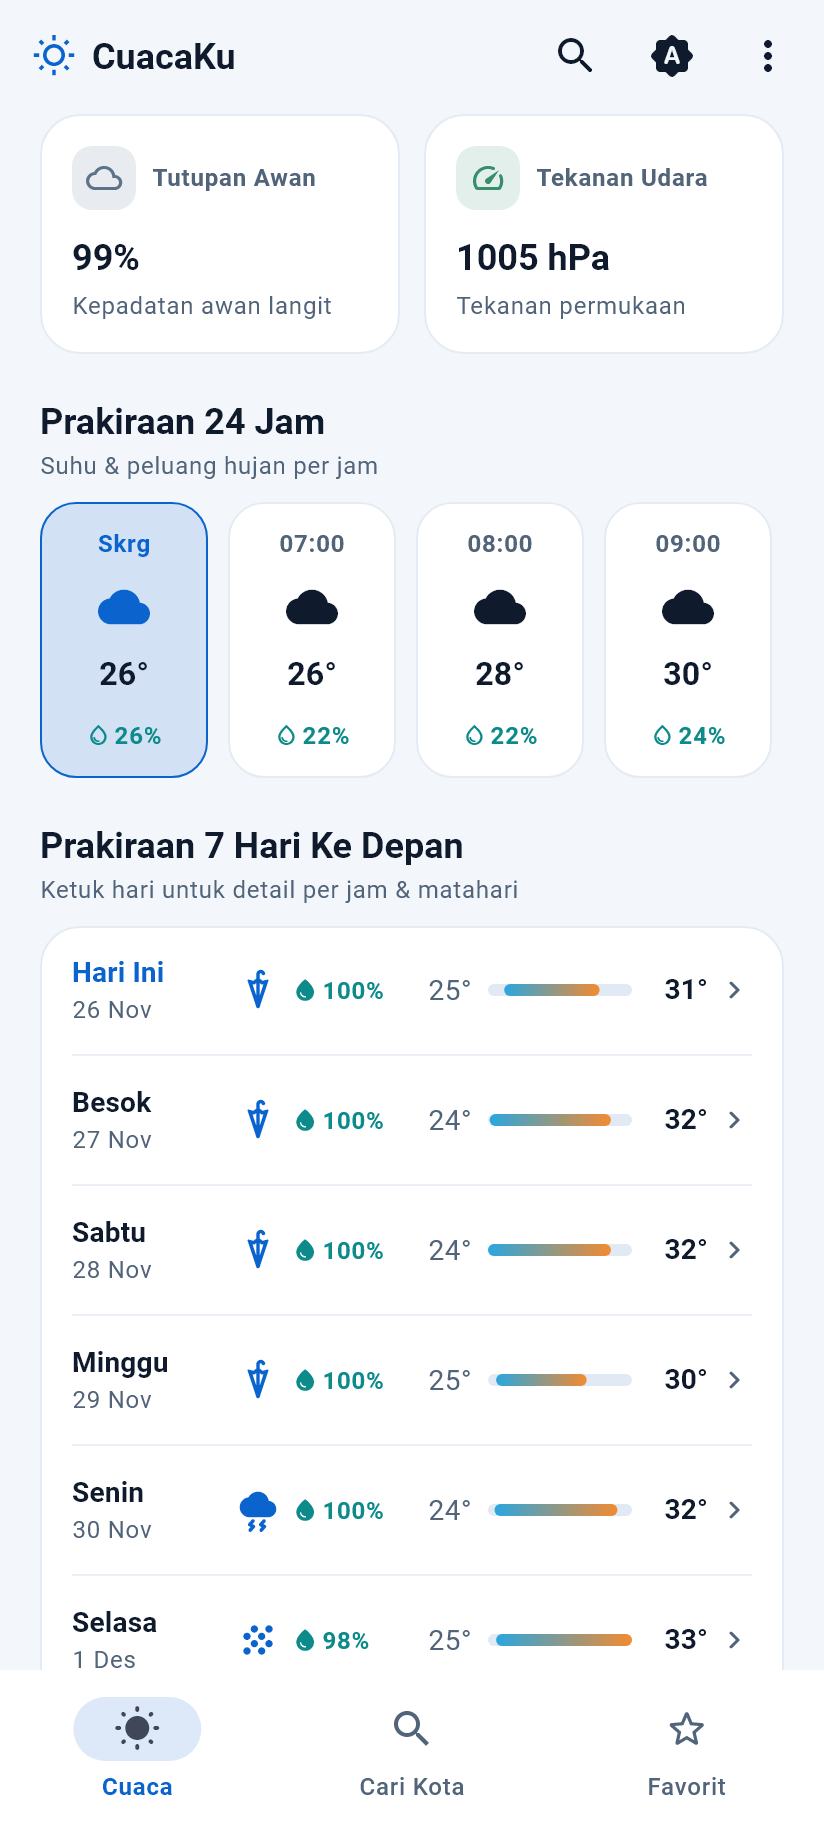 CuacaKu
A
Tutupan Awan
99%
Kepadatan awan langit
Tekanan Udara
1005 hPa
Tekanan permukaan
Prakiraan 24 Jam
Suhu & peluang hujan per jam
Skrg
26°
26%
07:00
26°
22%
08:00
28°
22%
09:00
30°
24%
Prakiraan 7 Hari Ke Depan
Ketuk hari untuk detail per jam & matahari
Hari Ini
26 Nov
100% 25° 31°
Besok
27 Nov
100% 24° 32°
Sabtu
28 Nov
100% 24° 32°
Minggu
29 Nov
100% 25° 30°
Senin
30 Nov
100% 24° 32°
Selasa
1 Des
98% 25° 33°
Cuaca
Cari Kota
Favorit